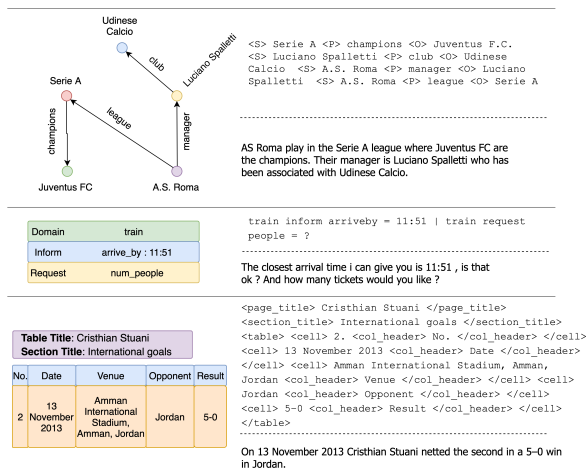 Udinese
Calcio
Luciano Spalletti
club
Serie A
champions
league
manager
Juventus FC
A.S. Roma
<S> Serie A <P> champions <O> Juventus F.C.
<S> Luciano Spalletti <P> club <O> Udinese
Calcio <S> A.S. Roma <P> manager <O> Luciano
Spalletti <S> A.S. Roma <P> league <O> Serie A
AS Roma play in the Serie A league where Juventus FC are
the champions. Their manager is Luciano Spalletti who has
been associated with Udinese Calcio.
Domain train
Inform arrive_by : 11:51
Request num_people
train inform arriveby = 11:51 | train request
people = ?
The closest arrival time i can give you is 11:51 , is that
ok ? And how many tickets would you like ?
Table Title: Cristhian Stuani
Section Title: International goals
No. Date Venue Opponent Result
2 13 November 2013 Amman International Stadium, Amman, Jordan Jordan 5-0
<page_title> Cristhian Stuani </page_title>
<section_title> International goals </section_title>
<table> <cell> 2. <col_header> No. </col_header> </cell>
<cell> 13 November 2013 <col_header> Date </col_header>
</cell> <cell> Amman International Stadium, Amman,
Jordan <col_header> Venue </col_header> </cell> <cell>
Jordan <col_header> Opponent </col_header> </cell>
<cell> 5-0 <col_header> Result </col_header> </cell>
</table>
On 13 November 2013 Cristhian Stuani netted the second in a 5–0 win
in Jordan.